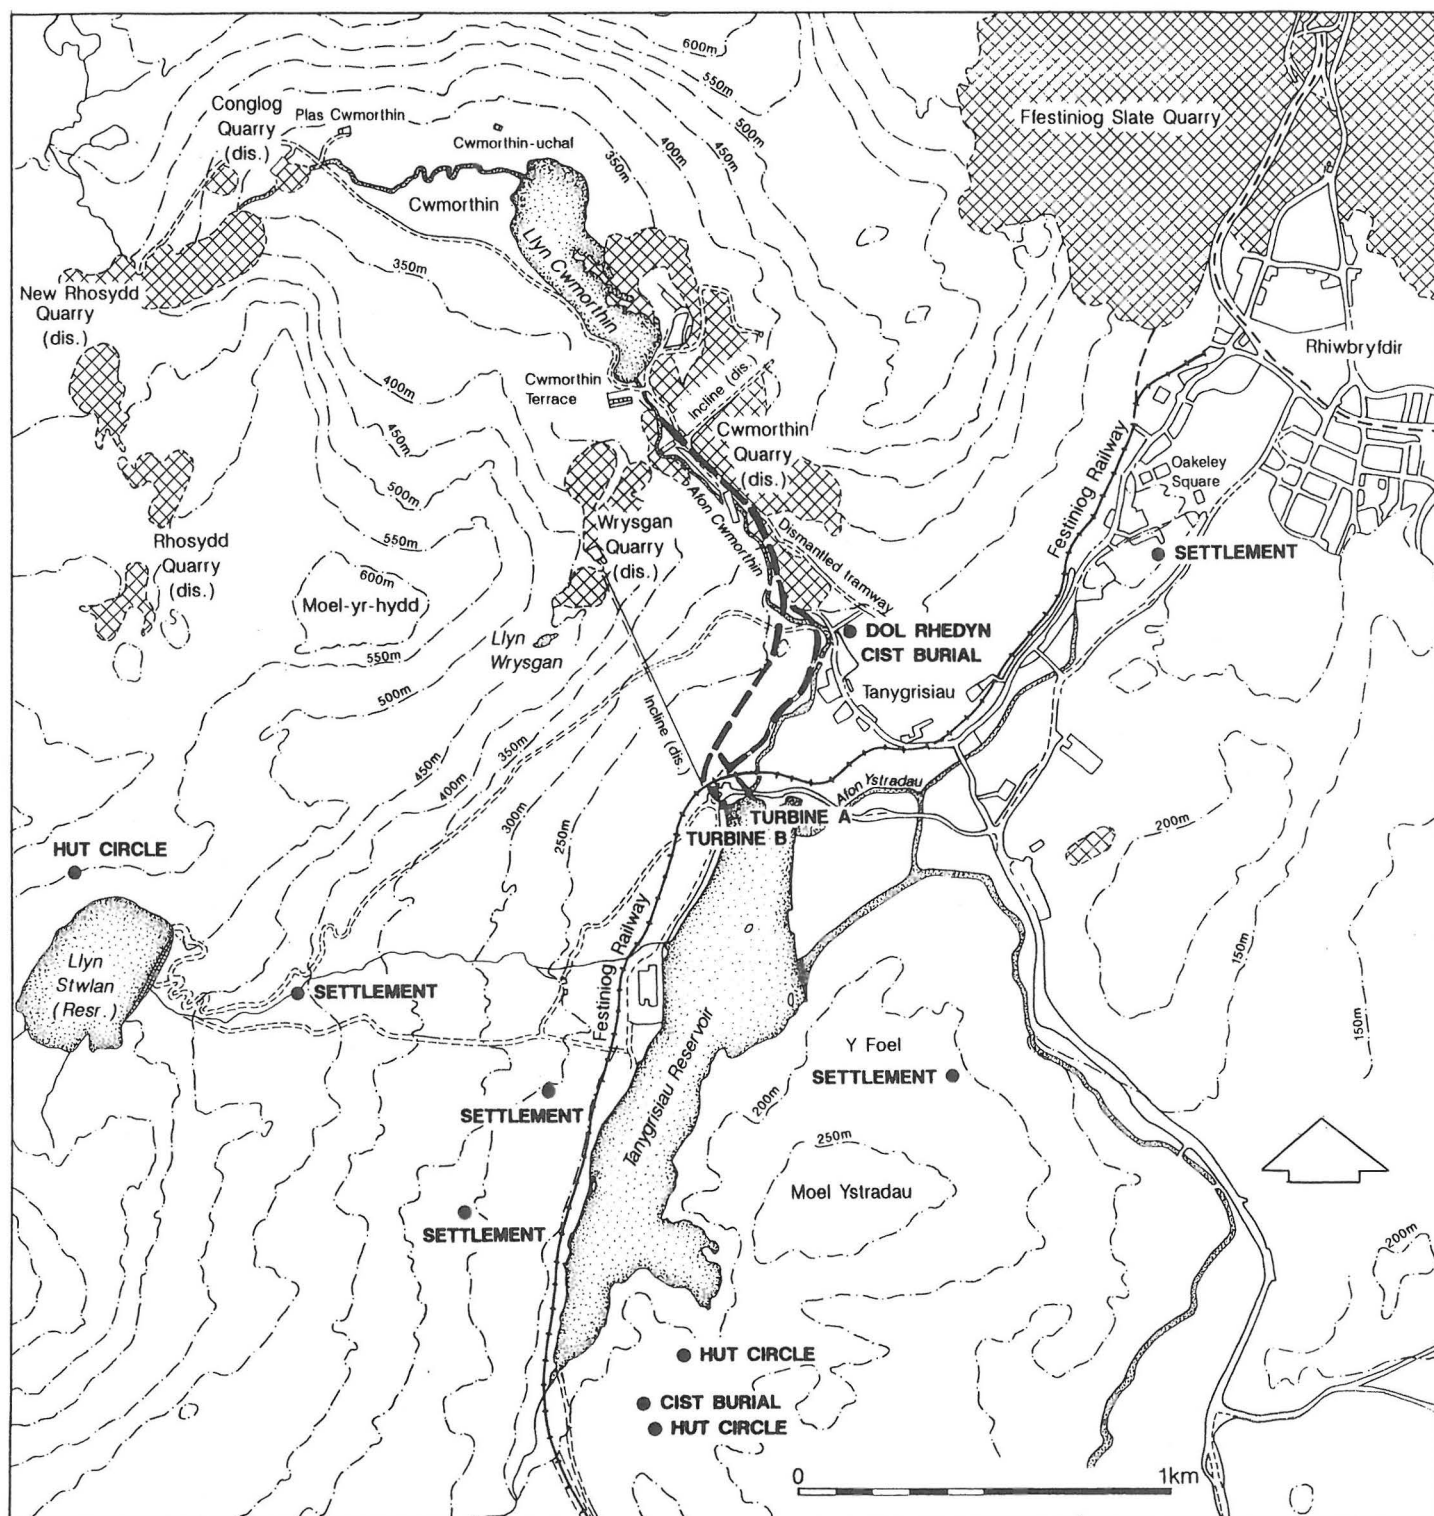 600m
550m
500m
450m
400m
350m
Conglog
Quarry
(dis.)
Plas Cwmorthin
Cwmorthin-uchaf
Ffestiniog Slate Quarry
Cwmorthin
Llyn Cwmorthin
350m
New Rhosydd
Quarry
(dis.)
Rhiwbryfdir
400m
Cwmorthin
Terrace
Incline (dis.)
Cwmorthin
Quarry
(dis.)
450m
Festiniog Railway
Oakeley
Square
500m
Afon Cwmorthin
Wrysgan
Quarry
(dis.)
Dismantled tramway
550m
Rhosydd
Quarry
(dis.)
SETTLEMENT
600m
Moel-yr-hydd
Llyn
Wrysgan
DOL RHEDYN
CIST BURIAL
550m
Tanygrisiau
500m
Incline (dis.)
450m
400m
350m
300m
250m
Afon Ystradau
TURBINE A
TURBINE B
200m
HUT CIRCLE
150m
150m
Llyn
Stwlan
(Resr.)
SETTLEMENT
Festiniog Railway
Tanygrisiau Reservoir
Y Foel
SETTLEMENT
200m
SETTLEMENT
250m
Moel Ystradau
SETTLEMENT
200m
HUT CIRCLE
CIST BURIAL
HUT CIRCLE
0
1km